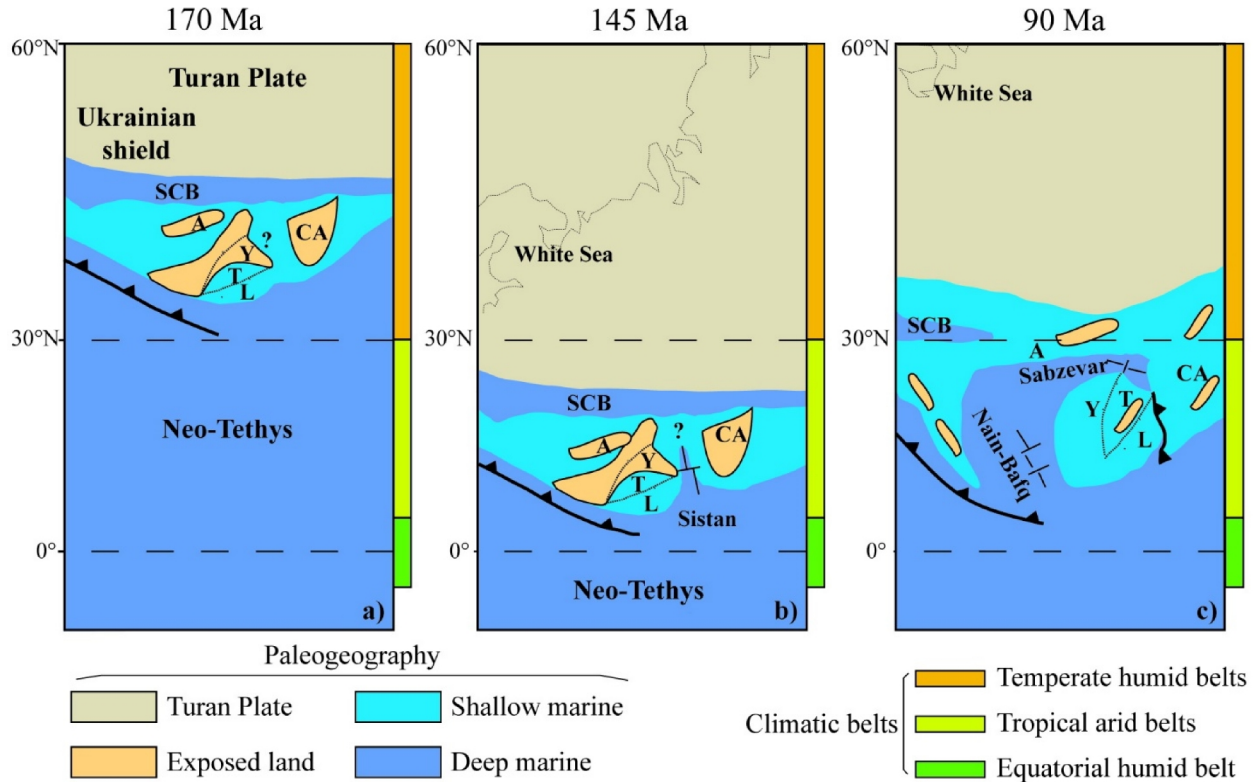 170 Ma
145 Ma
90 Ma
60°N
Turan Plate
Ukrainian
shield
SCB
A
CA
?
Y
T
L
30°N
Neo-Tethys
0°
a)
60°N
White Sea
30°N
SCB
?
A
CA
Y
T
L
Sistan
0°
Neo-Tethys
b)
60°N
White Sea
SCB
30°N
A
Sabzevar
CA
Y
T
L
Nain-Bafq
0°
c)
Paleogeography
Turan Plate
Shallow marine
Exposed land
Deep marine
Climatic belts
Temperate humid belts
Tropical arid belts
Equatorial humid belt